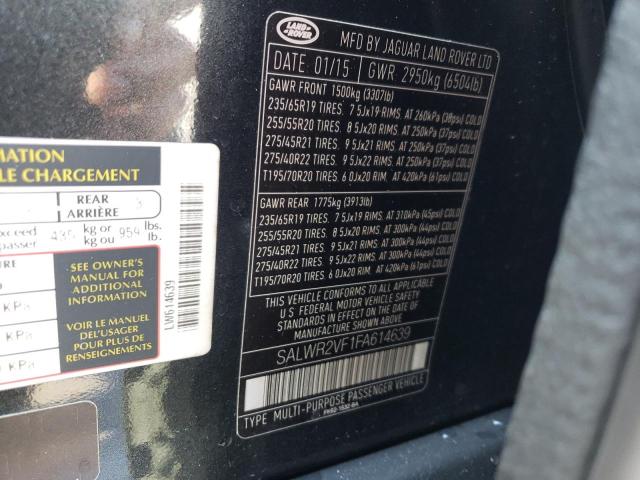 LAND ROVER
MFD BY JAGUAR LAND ROVER LTD
DATE 01/15 GWR 2950kg (6504lb)
GAWR FRONT 1500kg (3307lb)
235/65R19 TIRES. 7 5Jx19 RIMS. AT 260kPa (38psi) COLD
255/55R20 TIRES. 8 5Jx20 RIMS. AT 250kPa (37psi) COLD
275/45R21 TIRES. 9 5Jx21 RIMS. AT 250kPa (37psi) COLD
275/40R22 TIRES. 9 5Jx22 RIMS. AT 250kPa (37psi) COLD
T195/70R20 TIRES. 6 0Jx20 RIM. AT 420kPa (61psi) COLD
GAWR REAR 1775kg (3913lb)
235/65R19 TIRES. 7 5Jx19 RIMS. AT 310kPa (45psi) COLD
255/55R20 TIRES. 8 5Jx20 RIMS. AT 300kPa (44psi) COLD
275/45R21 TIRES. 9 5Jx21 RIMS. AT 300kPa (44psi) COLD
275/40R22 TIRES. 9 5Jx22 RIMS. AT 300kPa (44psi) COLD
T195/70R20 TIRES. 6 0Jx20 RIM. AT 420kPa (61psi) COLD
THIS VEHICLE CONFORMS TO ALL APPLICABLE
U S FEDERAL MOTOR VEHICLE SAFETY
STANDARDS IN EFFECT ON THE DATE OF
MANUFACTURE SHOWN ABOVE
SALWR2VF1FA614639
TYPE MULTI-PURPOSE PASSENGER VEHICLE
RMATION
LE CHARGEMENT
REAR 3
ARRIÈRE
xceed 435 kg or 959 lbs.
passer kg ou lb.
SEE OWNER'S
MANUAL FOR
ADDITIONAL
INFORMATION
KPa
VOIR LE MANUEL
DEL'USAGER
POUR PLUS DE
RENSEIGNEMENTS
KPa
LW614639